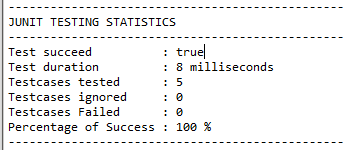 ----------------------------------------------
JUNIT TESTING STATISTICS
----------------------------------------------
Test succeed          : true
Test duration         : 8 milliseconds
Testcases tested      : 5
Testcases ignored     : 0
Testcases Failed      : 0
Percentage of Success : 100 %
----------------------------------------------